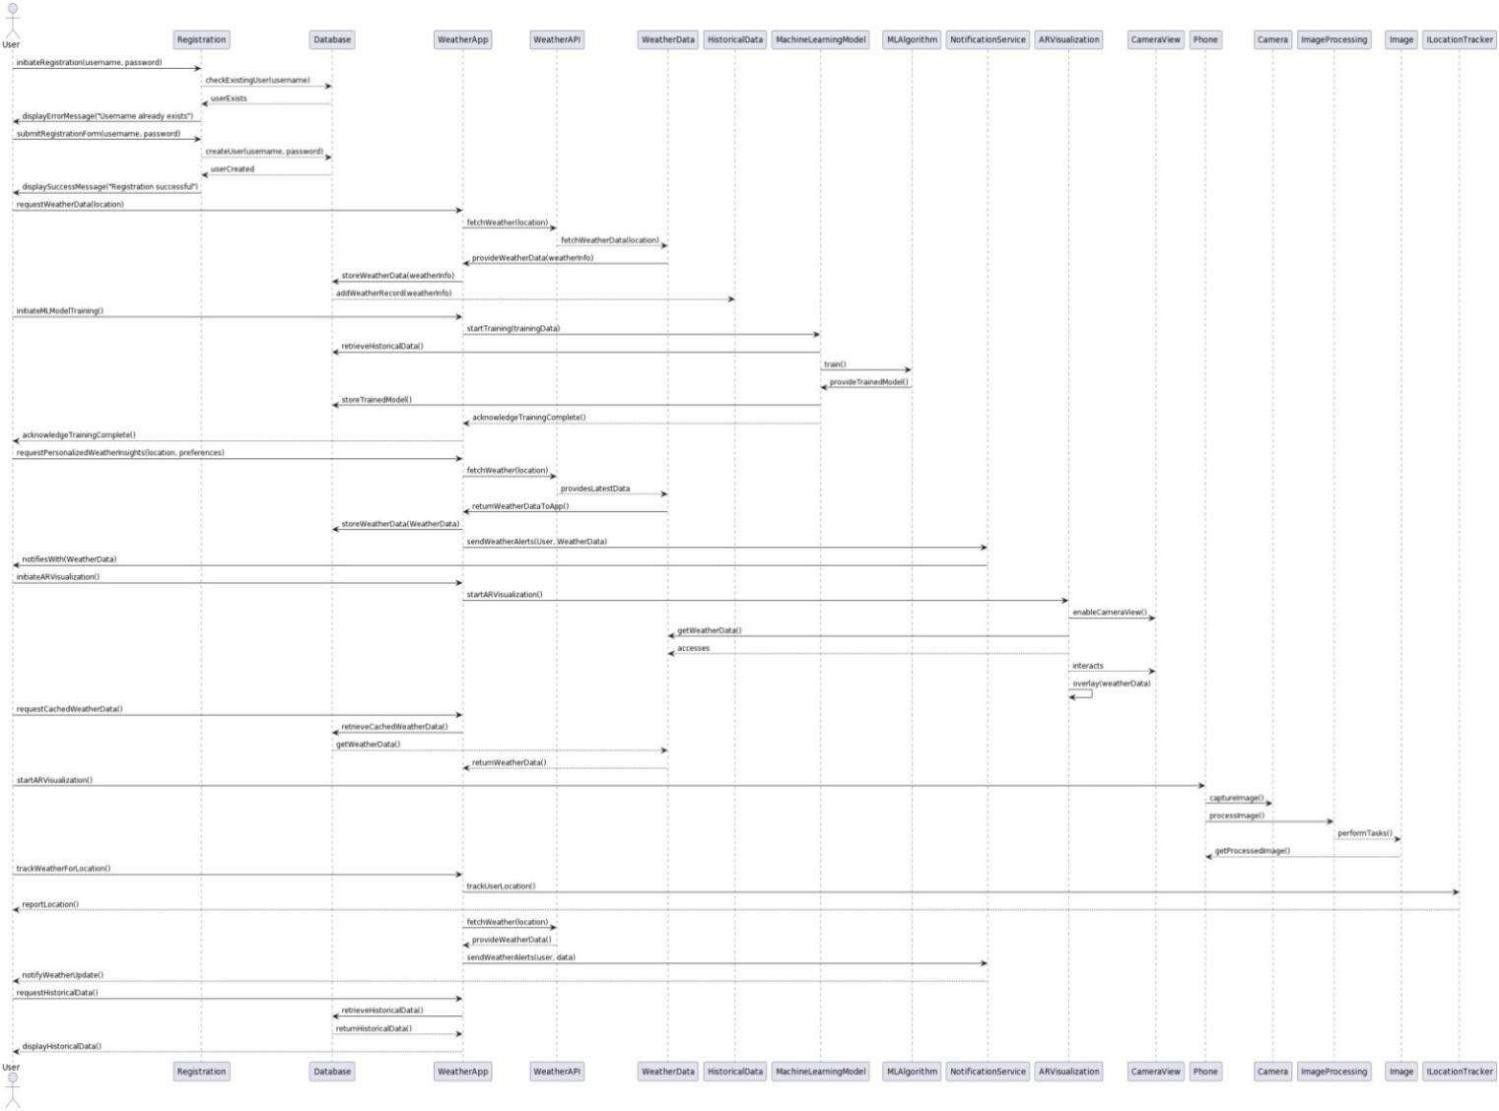 User
Registration Database WeatherApp WeatherAPI WeatherData HistoricalData MachineLearningModel MLAlgorithm NotificationService ARVisualization CameraView Phone Camera ImageProcessing Image ILocationTracker
initiateRegistration(username, password)
checkExistingUser(username)
userExists
displayErrorMessage("Username already exists")
submitRegistrationForm(username, password)
createUser(username, password)
userCreated
displaySuccessMessage("Registration successful")
requestWeatherData(location)
fetchWeather(location)
fetchWeatherData(location)
provideWeatherData(weatherInfo)
storeWeatherData(weatherInfo)
addWeatherRecord(weatherInfo)
initiateMLModelTraining()
startTraining(trainingData)
retrieveHistoricalData()
train()
provideTrainedModel()
storeTrainedModel()
acknowledgeTrainingComplete()
acknowledgeTrainingComplete()
requestPersonalizedWeatherInsights(location, preferences)
fetchWeather(location)
providesLatestData
returnWeatherDataToApp()
storeWeatherData(WeatherData)
sendWeatherAlerts(User, WeatherData)
notifiesWith(WeatherData)
initiateARVisualization()
startARVisualization()
enableCameraView()
getWeatherData()
accesses
interacts
overlay(weatherData)
requestCachedWeatherData()
retrieveCachedWeatherData()
getWeatherData()
returnWeatherData()
startARVisualization()
captureImage()
processImage()
performTasks()
getProcessedImage()
trackWeatherForLocation()
trackUserLocation()
reportLocation()
fetchWeather(location)
provideWeatherData()
sendWeatherAlerts(user, data)
notifyWeatherUpdate()
requestHistoricalData()
retrieveHistoricalData()
returnHistoricalData()
displayHistoricalData()
User
Registration Database WeatherApp WeatherAPI WeatherData HistoricalData MachineLearningModel MLAlgorithm NotificationService ARVisualization CameraView Phone Camera ImageProcessing Image ILocationTracker